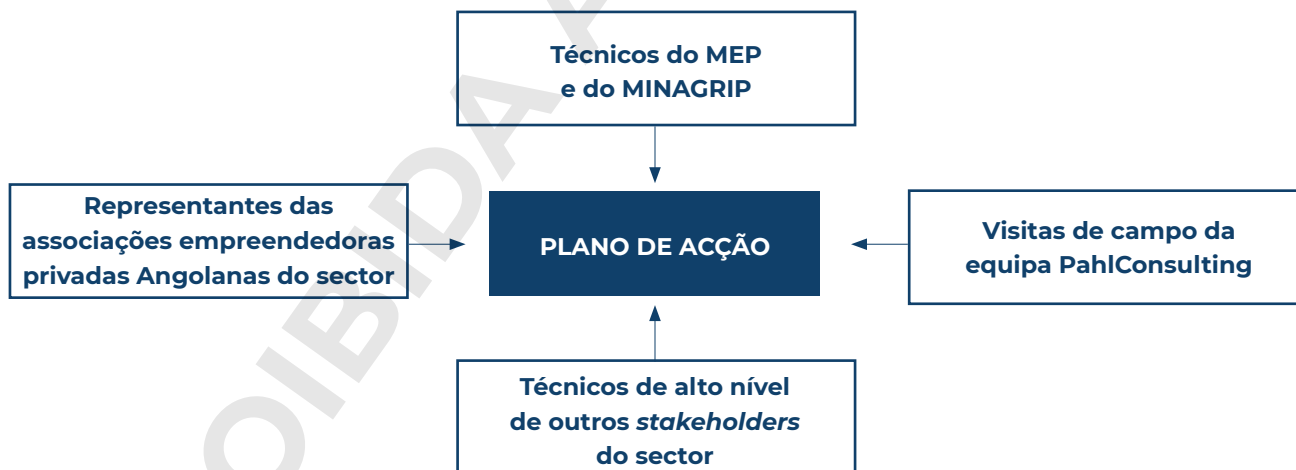 Técnicos do MEP
e do MINAGRIP
Representantes das
associações empreendedoras
privadas Angolanas do sector
PLANO DE ACÇÃO
Visitas de campo da
equipa PahlConsulting
Técnicos de alto nível
de outros stakeholders
do sector
OIBIDA A